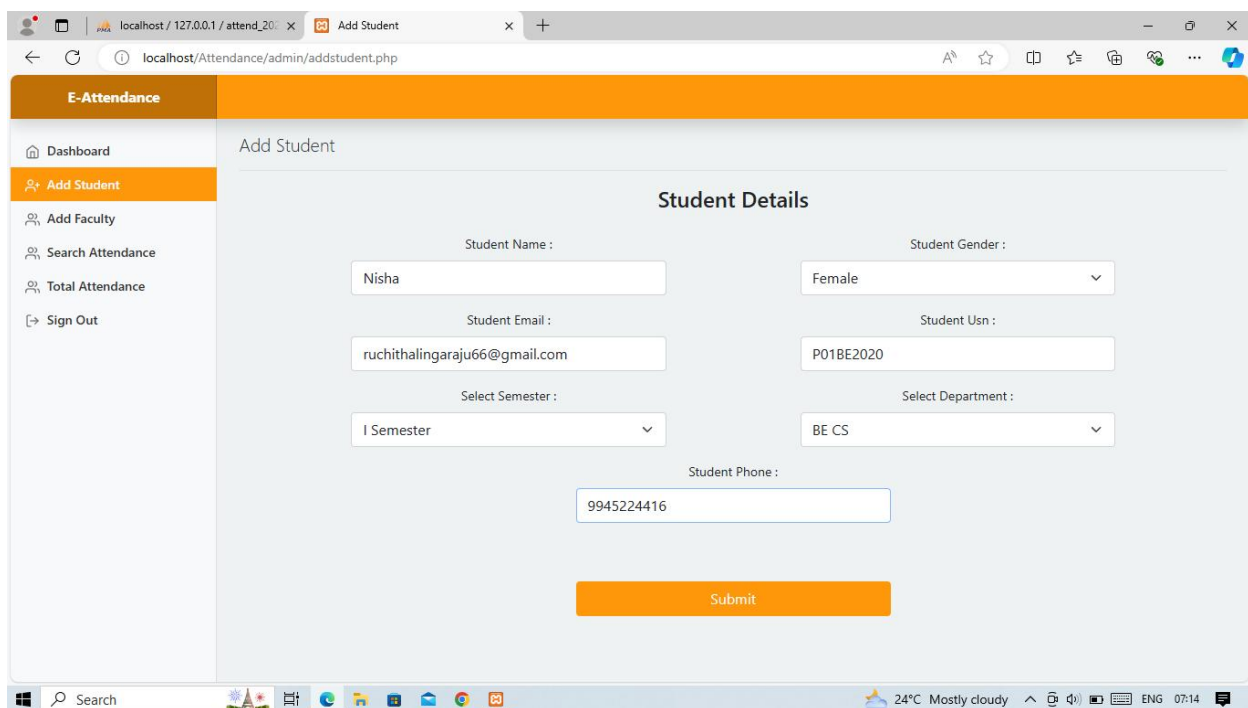 localhost / 127.0.0.1 / attend_20 Add Student
localhost/Attendance/admin/addstudent.php
E-Attendance
Dashboard
Add Student
Add Faculty
Search Attendance
Total Attendance
Sign Out
Add Student
Student Details
Student Name : Student Gender :
Nisha Female
Student Email : Student Usn :
ruchithalingaraju66@gmail.com P01BE2020
Select Semester : Select Department :
I Semester BE CS
Student Phone :
9945224416
Submit
Search 24°C Mostly cloudy ENG 07:14